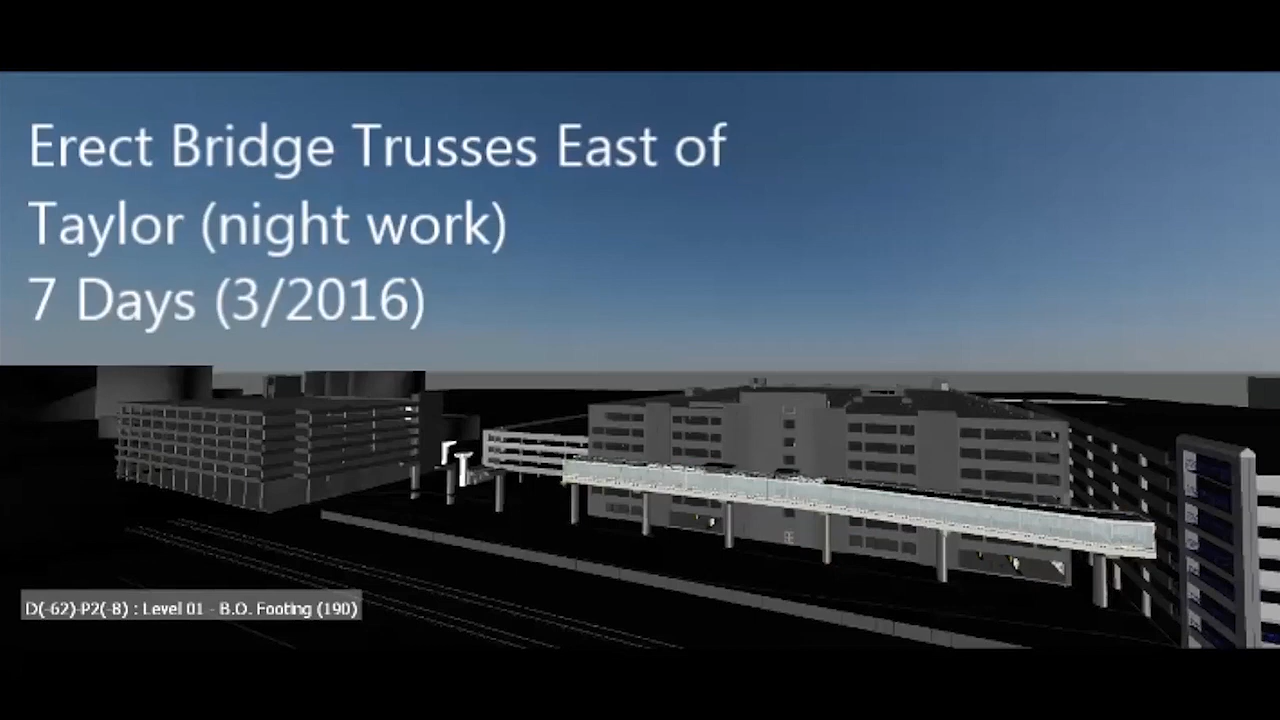 Erect Bridge Trusses East of
Taylor (night work)
7 Days (3/2016)
D(-62)-P2(-8) : Level 01 - B.O. Footing (190)